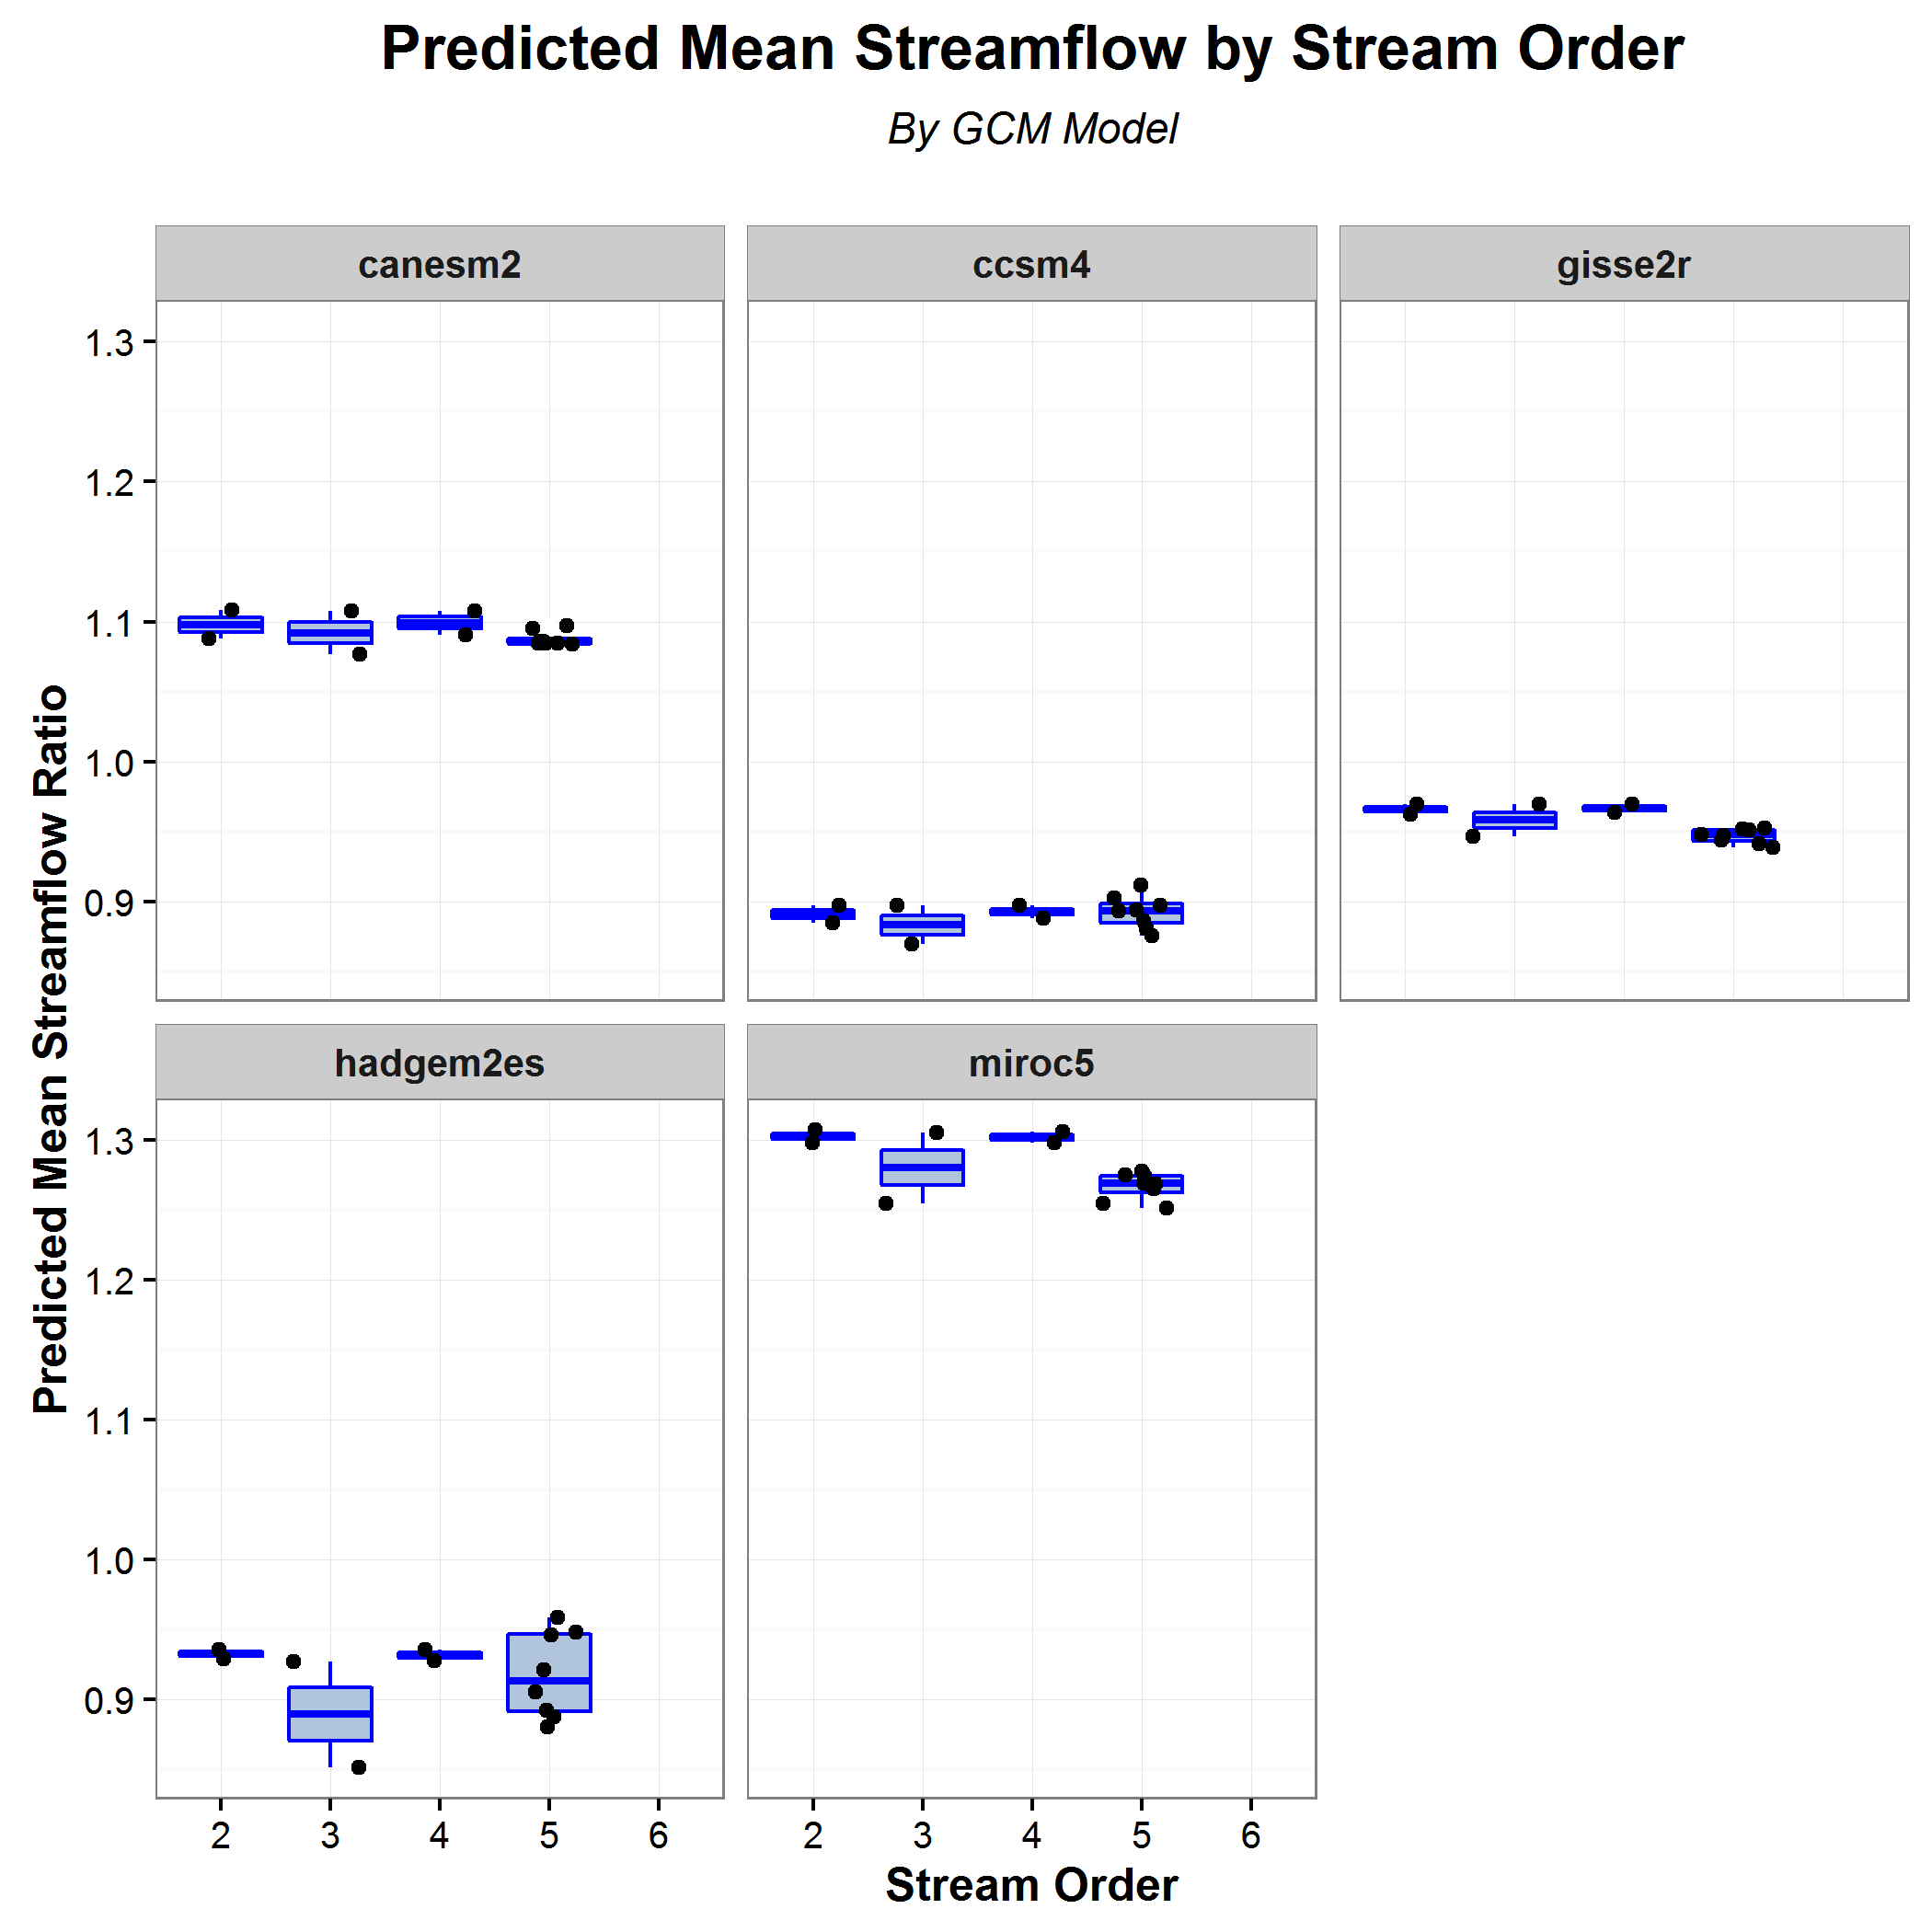 Predicted Mean Streamflow by Stream Order
By GCM Model
canesm2
ccsm4
gisse2r
1.3
1.2
1.1
1.0
0.9
Predicted Mean Streamflow Ratio
hadgem2es
miroc5
1.3
1.2
1.1
1.0
0.9
2 3 4 5 6
2 3 4 5 6
Stream Order